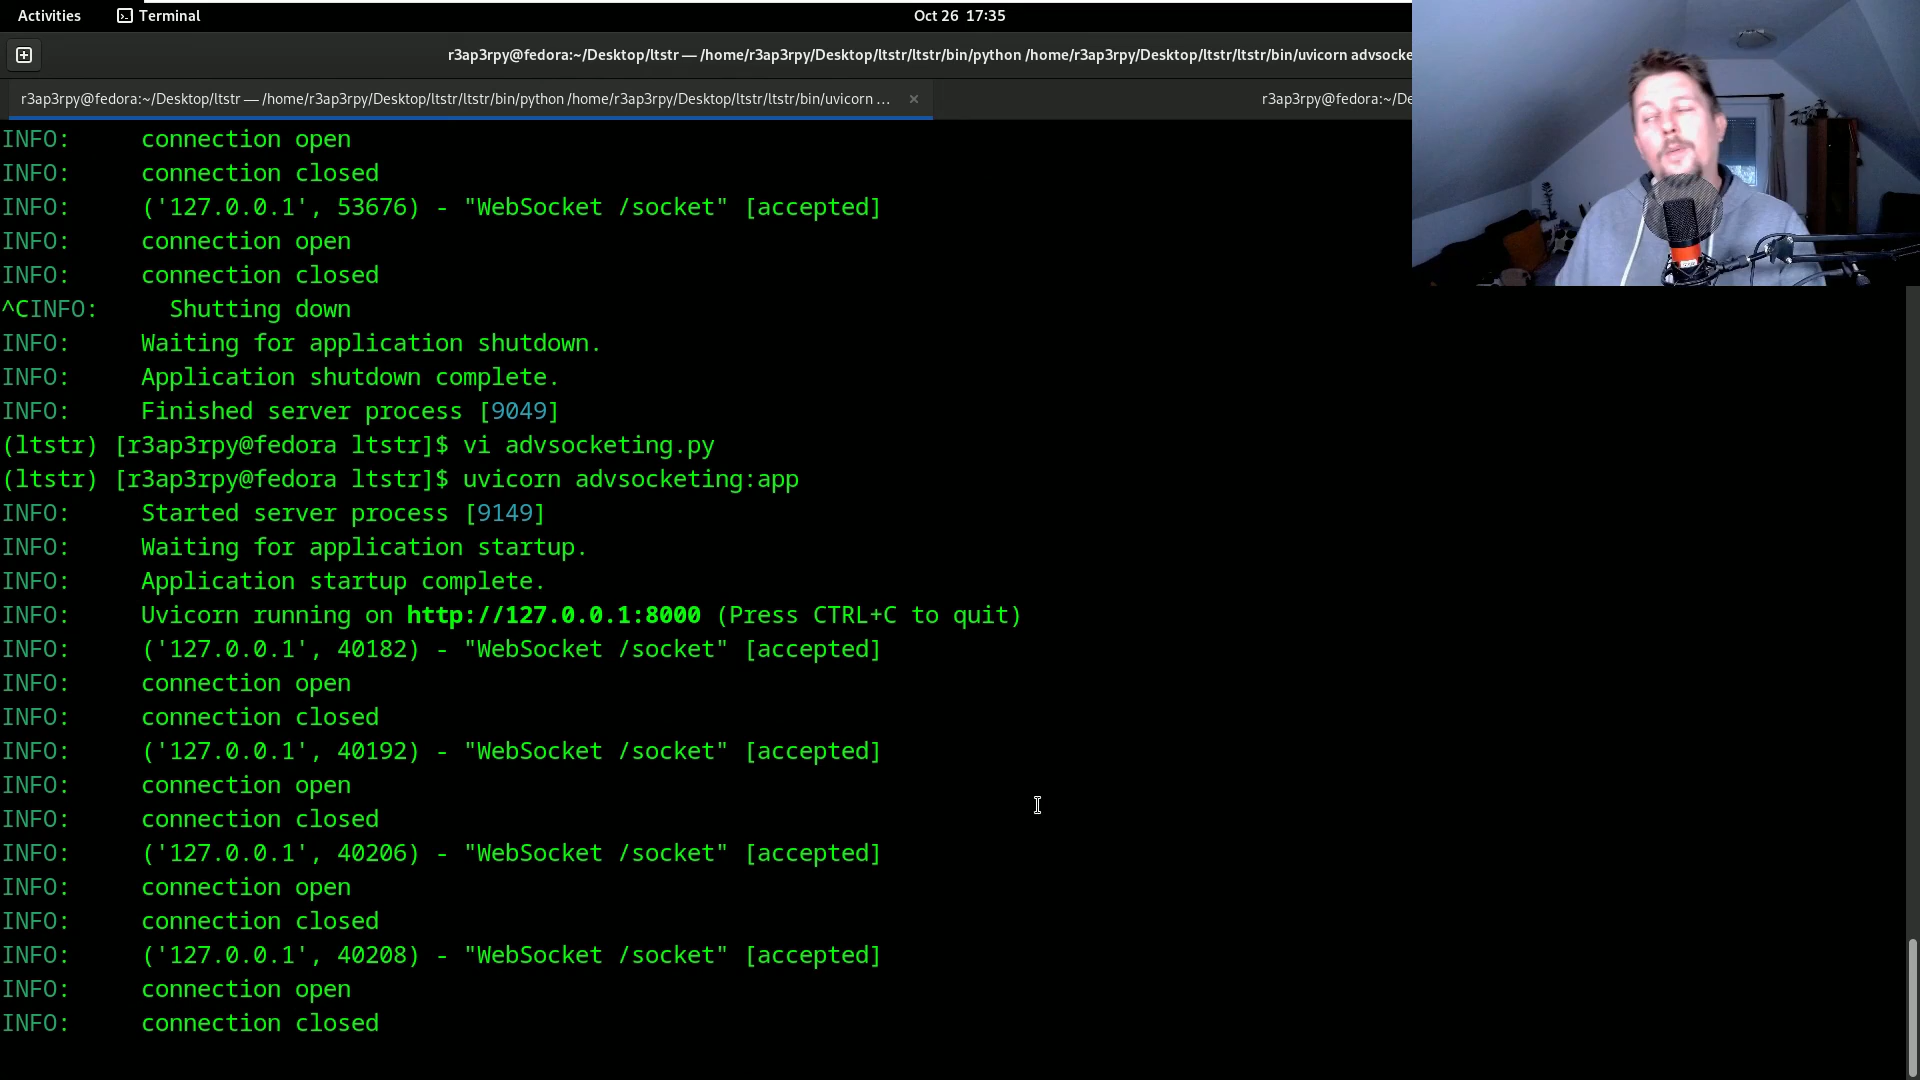 Activities
Terminal
Oct 26 17:35
r3ap3rpy@fedora:~/Desktop/ltstr — /home/r3ap3rpy/Desktop/ltstr/ltstr/bin/python /home/r3ap3rpy/Desktop/ltstr/ltstr/bin/uvicorn advsocke
r3ap3rpy@fedora:~/Desktop/ltstr — /home/r3ap3rpy/Desktop/ltstr/ltstr/bin/python /home/r3ap3rpy/Desktop/ltstr/ltstr/bin/uvicorn ...
r3ap3rpy@fedora:~/De
INFO: connection open
INFO: connection closed
INFO: ('127.0.0.1', 53676) - "WebSocket /socket" [accepted]
INFO: connection open
INFO: connection closed
^CINFO: Shutting down
INFO: Waiting for application shutdown.
INFO: Application shutdown complete.
INFO: Finished server process [9049]
(ltstr) [r3ap3rpy@fedora ltstr]$ vi advsocketing.py
(ltstr) [r3ap3rpy@fedora ltstr]$ uvicorn advsocketing:app
INFO: Started server process [9149]
INFO: Waiting for application startup.
INFO: Application startup complete.
INFO: Uvicorn running on http://127.0.0.1:8000 (Press CTRL+C to quit)
INFO: ('127.0.0.1', 40182) - "WebSocket /socket" [accepted]
INFO: connection open
INFO: connection closed
INFO: ('127.0.0.1', 40192) - "WebSocket /socket" [accepted]
INFO: connection open
INFO: connection closed
INFO: ('127.0.0.1', 40206) - "WebSocket /socket" [accepted]
INFO: connection open
INFO: connection closed
INFO: ('127.0.0.1', 40208) - "WebSocket /socket" [accepted]
INFO: connection open
INFO: connection closed